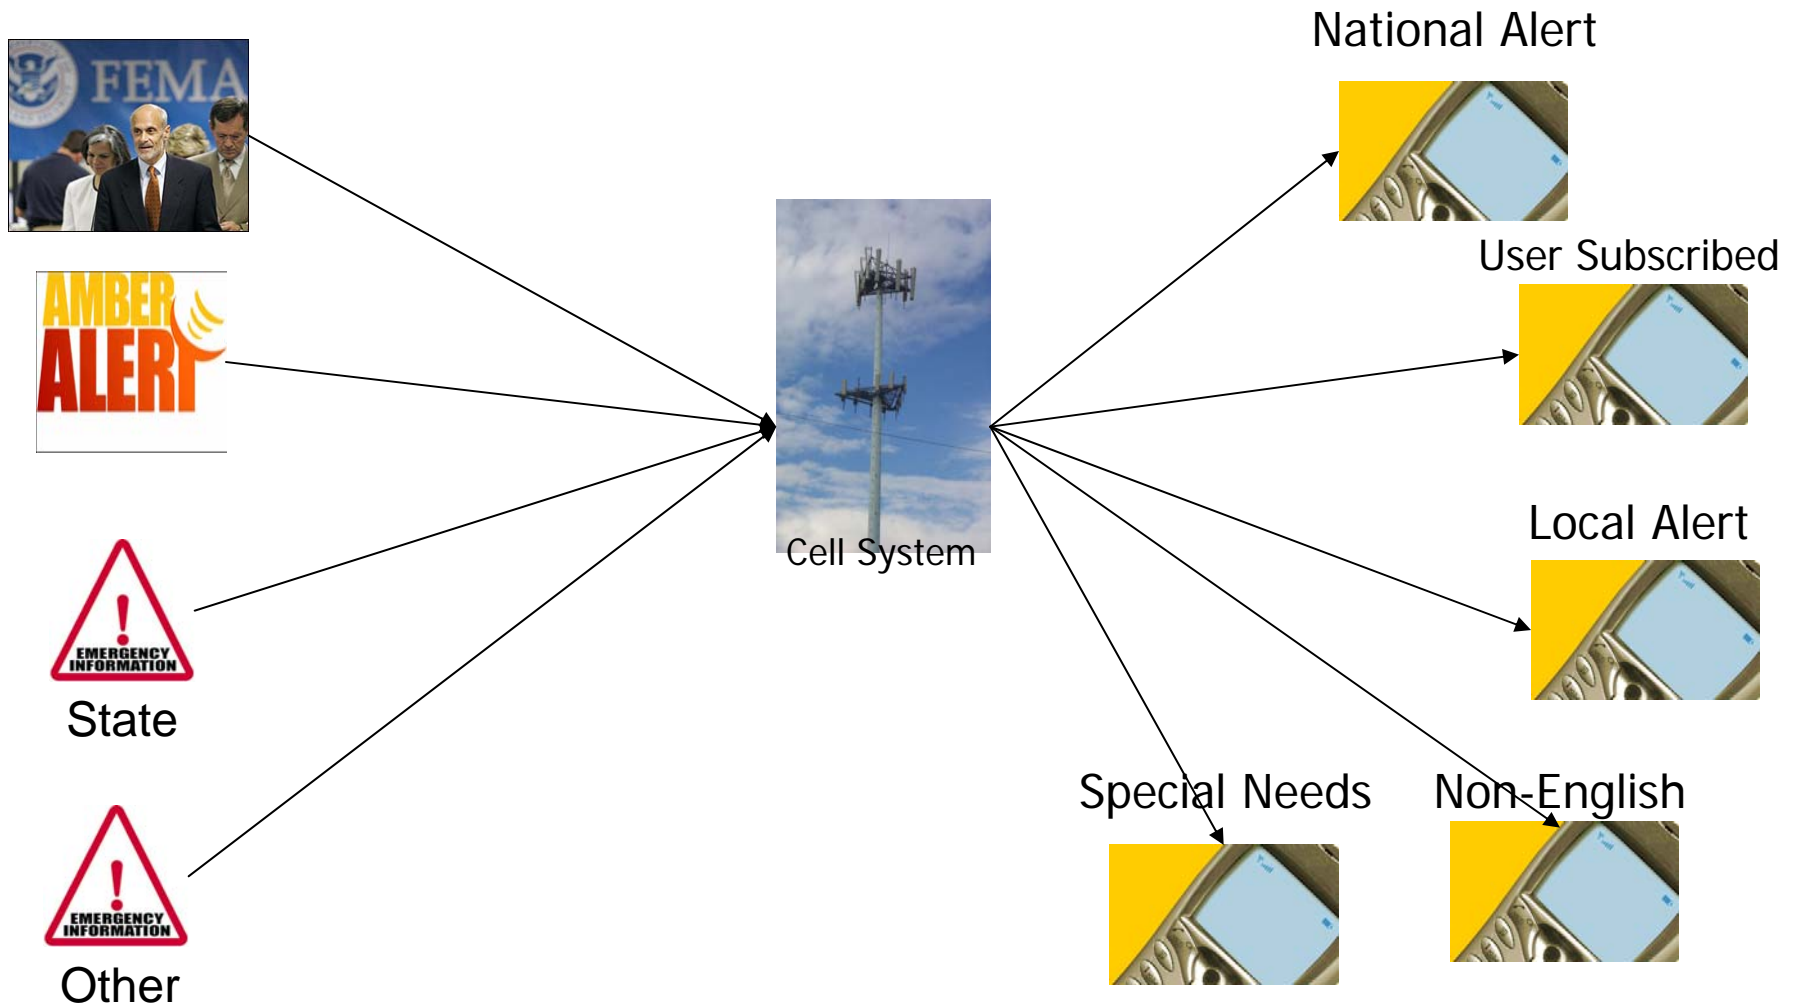 National Alert
FEMA
User Subscribed
AMBER
ALERT
Local Alert
Cell System
EMERGENCY
INFORMATION
State
Special Needs
Non-English
EMERGENCY
INFORMATION
Other